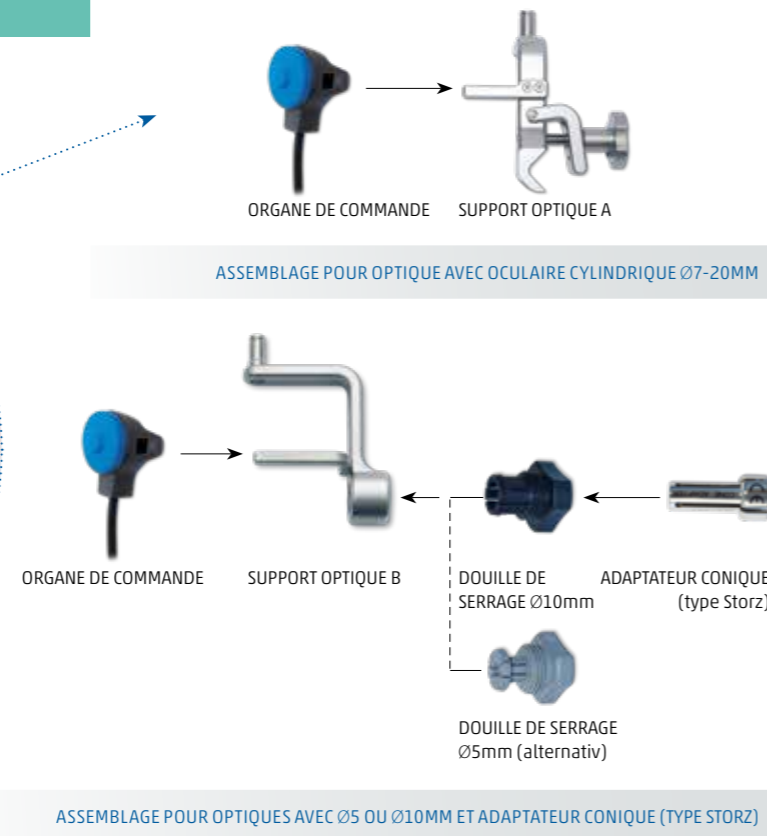 ORGANE DE COMMANDE
SUPPORT OPTIQUE A
ASSEMBLAGE POUR OPTIQUE AVEC OCULAIRE CYLINDRIQUE Ø7-20MM
ORGANE DE COMMANDE
SUPPORT OPTIQUE B
DOUILLE DE
SERRAGE Ø10mm
ADAPTATEUR CONIQUE
(type Storz)
DOUILLE DE SERRAGE
Ø5mm (alternativ)
ASSEMBLAGE POUR OPTIQUES AVEC Ø5 OU Ø10MM ET ADAPTATEUR CONIQUE (TYPE STORZ)